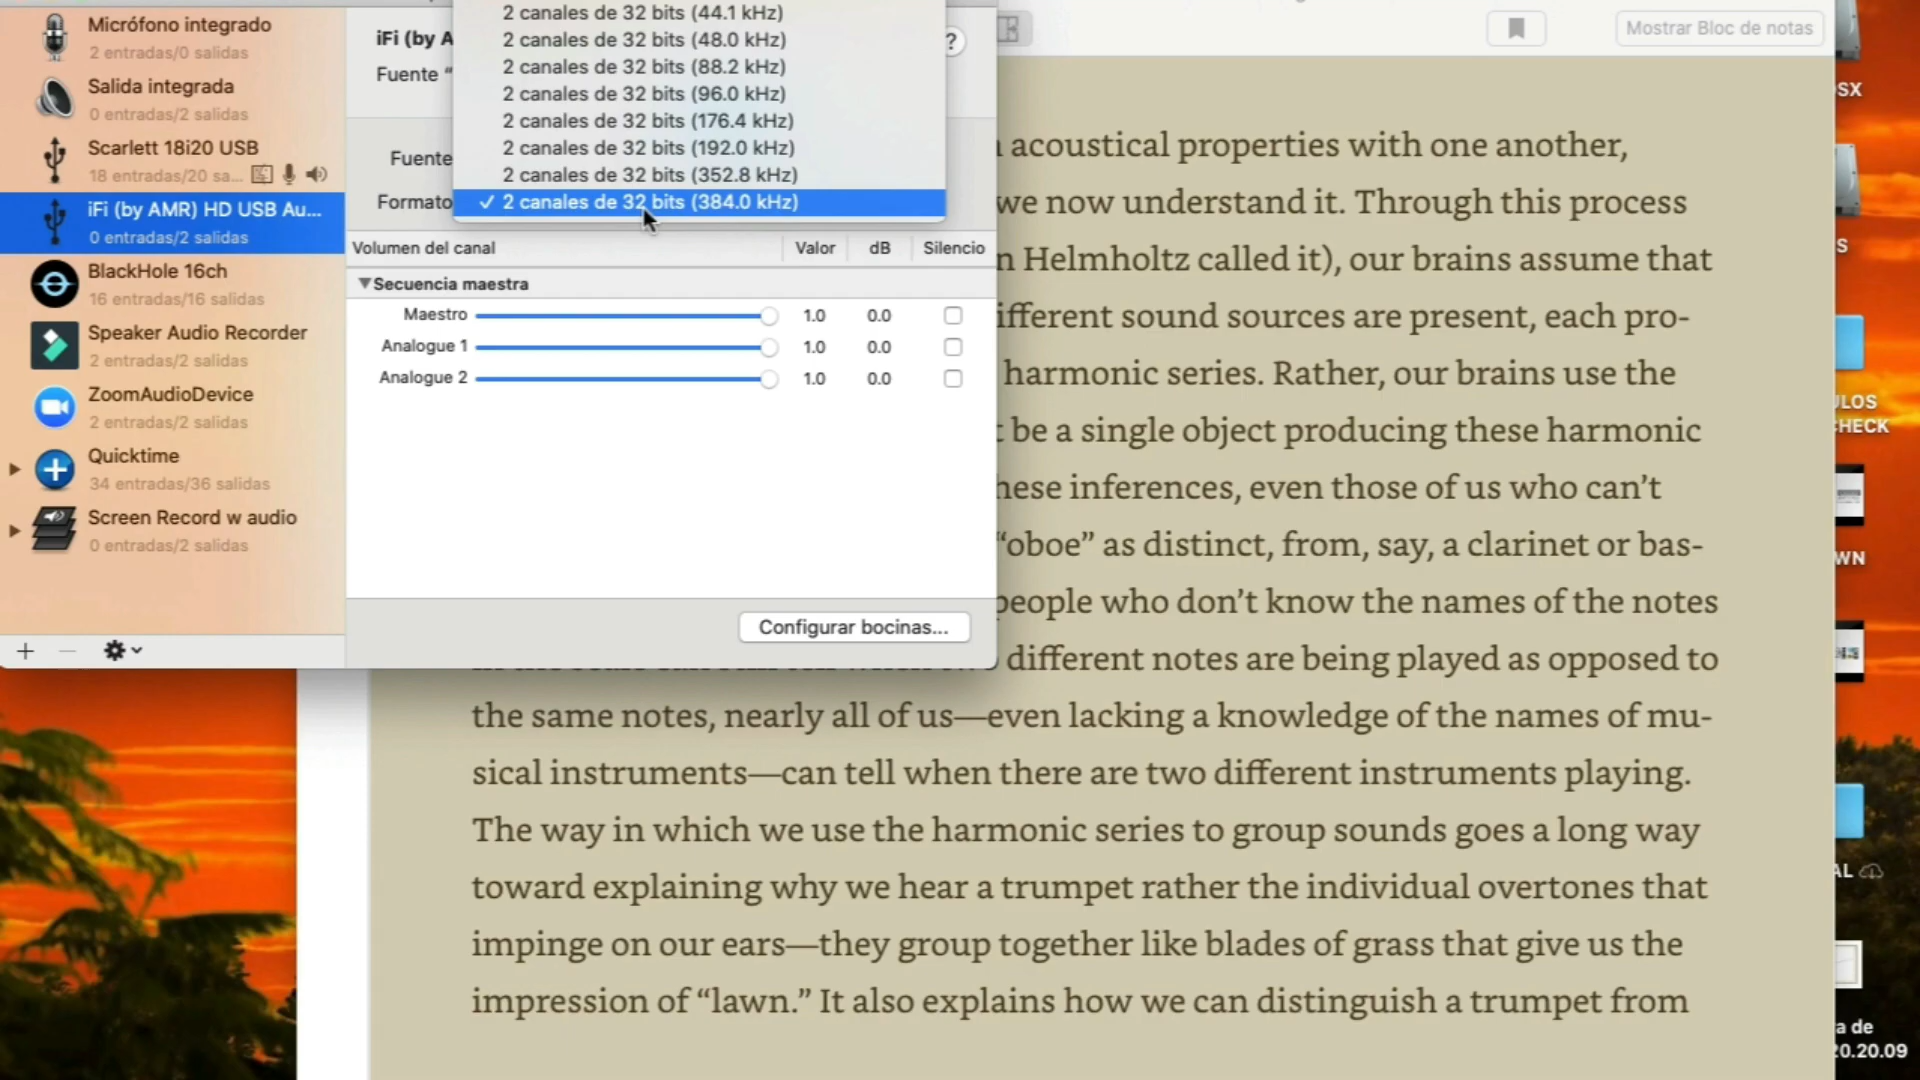 Micrófono integrado
2 entradas/0 salidas
Salida integrada
0 entradas/2 salidas
Scarlett 18i20 USB
18 entradas/20 sa...
iFi (by AMR) HD USB Au...
0 entradas/2 salidas
BlackHole 16ch
16 entradas/16 salidas
Speaker Audio Recorder
2 entradas/2 salidas
ZoomAudioDevice
2 entradas/2 salidas
Quicktime
34 entradas/36 salidas
Screen Record w audio
0 entradas/2 salidas
iFi (by A
Fuente "
?
Fuente
Formato
2 canales de 32 bits (44.1 kHz)
2 canales de 32 bits (48.0 kHz)
2 canales de 32 bits (88.2 kHz)
2 canales de 32 bits (96.0 kHz)
2 canales de 32 bits (176.4 kHz)
2 canales de 32 bits (192.0 kHz)
2 canales de 32 bits (352.8 kHz)
✓ 2 canales de 32 bits (384.0 kHz)
Volumen del canal Valor dB Silencio
Secuencia maestra
Maestro 1.0 0.0
Analogue 1 1.0 0.0
Analogue 2 1.0 0.0
Configurar bocinas...
Mostrar Bloc de notas
acoustical properties with one another,
we now understand it. Through this process
n Helmholtz called it), our brains assume that
ifferent sound sources are present, each pro-
harmonic series. Rather, our brains use the
t be a single object producing these harmonic
hese inferences, even those of us who can't
“oboe” as distinct, from, say, a clarinet or bas-
people who don't know the names of the notes
different notes are being played as opposed to
the same notes, nearly all of us—even lacking a knowledge of the names of mu-
sical instruments—can tell when there are two different instruments playing.
The way in which we use the harmonic series to group sounds goes a long way
toward explaining why we hear a trumpet rather the individual overtones that
impinge on our ears—they group together like blades of grass that give us the
impression of “lawn.” It also explains how we can distinguish a trumpet from
OSX
S
ULOS
CHECK
WN
AL
a de
20.20.09